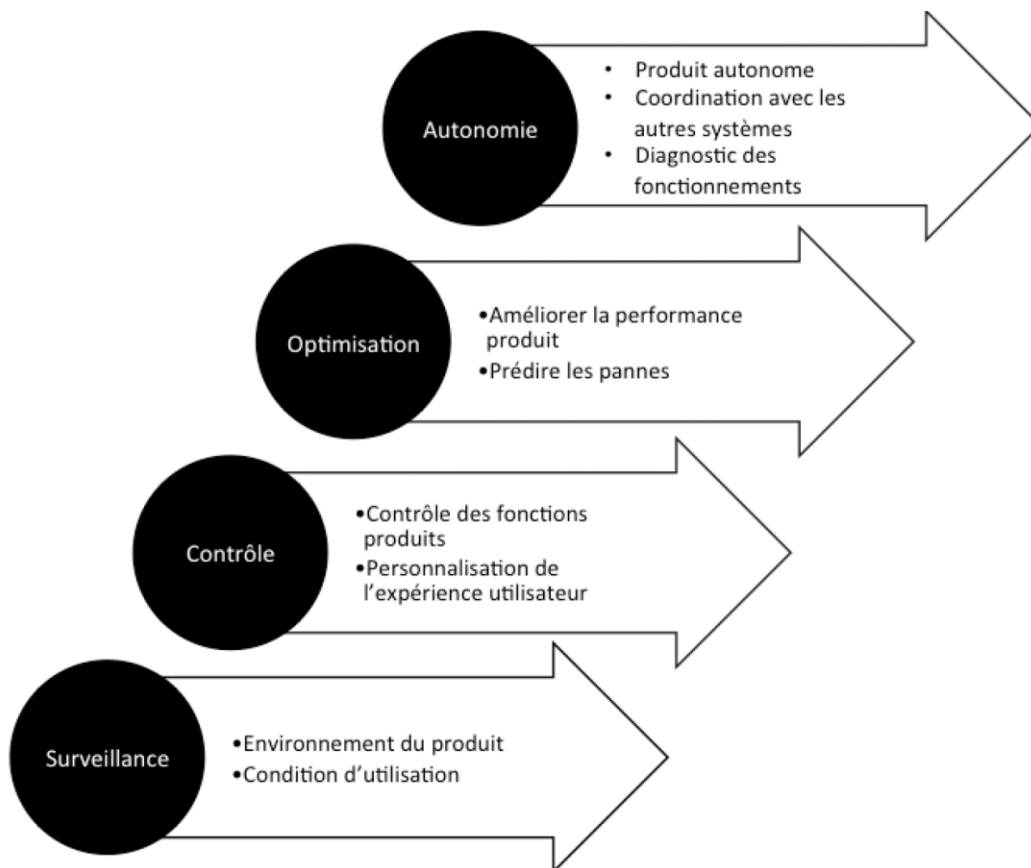 Autonomie
• Produit autonome
• Coordination avec les
autres systèmes
• Diagnostic des
fonctionnements
Optimisation
•Améliorer la performance
produit
•Prédire les pannes
Contrôle
•Contrôle des fonctions
produits
•Personnalisation de
l’expérience utilisateur
Surveillance
•Environnement du produit
•Condition d’utilisation